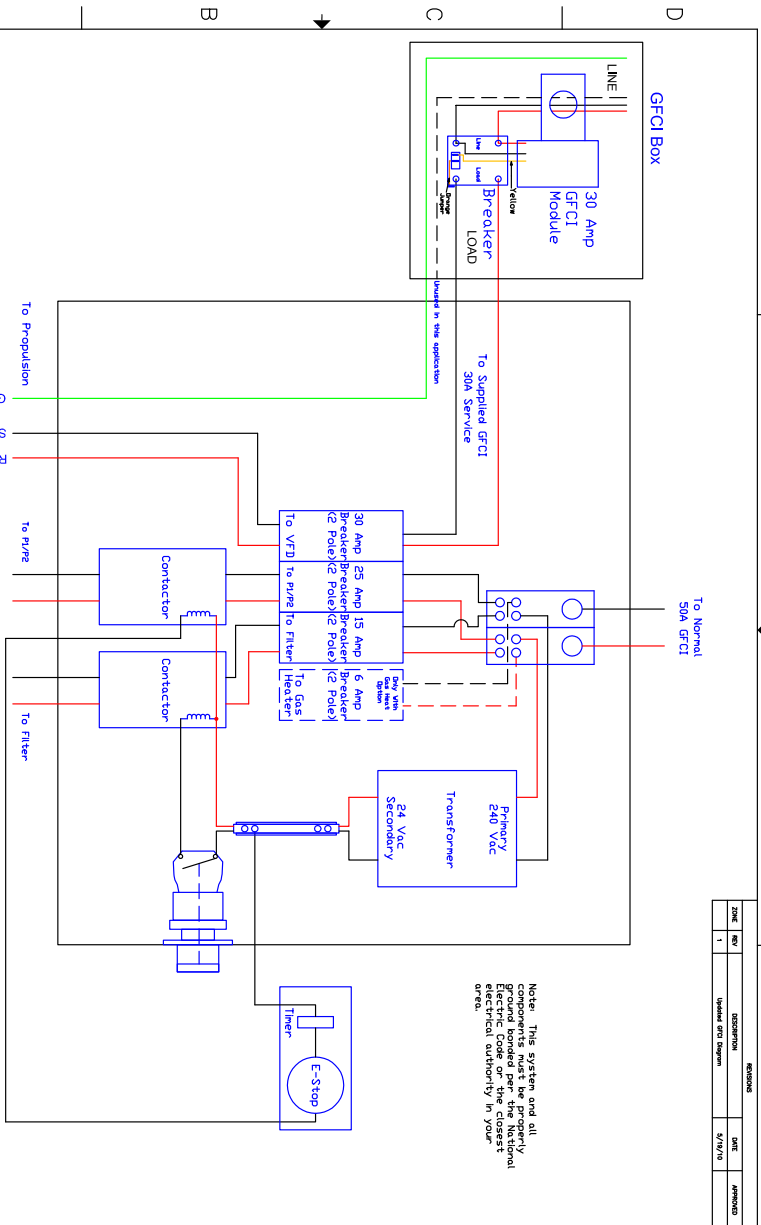 D
C
B
GFCI Box
LINE
30 Amp
GFCI
Module
Line
Load
Yellow
Orange
Jumper
Breaker
LOAD
Unused in this application
To Supplied GFCI
30A Service
To Normal
50A GFCI
To Propulsion
G
S
R
To P1/P2
To Filter
30 Amp
Breaker
(2 Pole)
To VFD
25 Amp
Breaker
(2 Pole)
To P1/P2
15 Amp
Breaker
(2 Pole)
To Filter
Only With
Gas Heat
Option
6 Amp
Breaker
(2 Pole)
To Gas
Heater
Contactor
Contactor
Primary
240 Vac
Transformer
24 Vac
Secondary
Timer
E-Stop
Note: This system and all
components must be properly
ground bonded per the National
Electric Code or the closest
electrical authority in your
area.
REVISIONS
ZONE REV DESCRIPTION DATE APPROVED
1 Updated GFCI Diagram 5/19/10